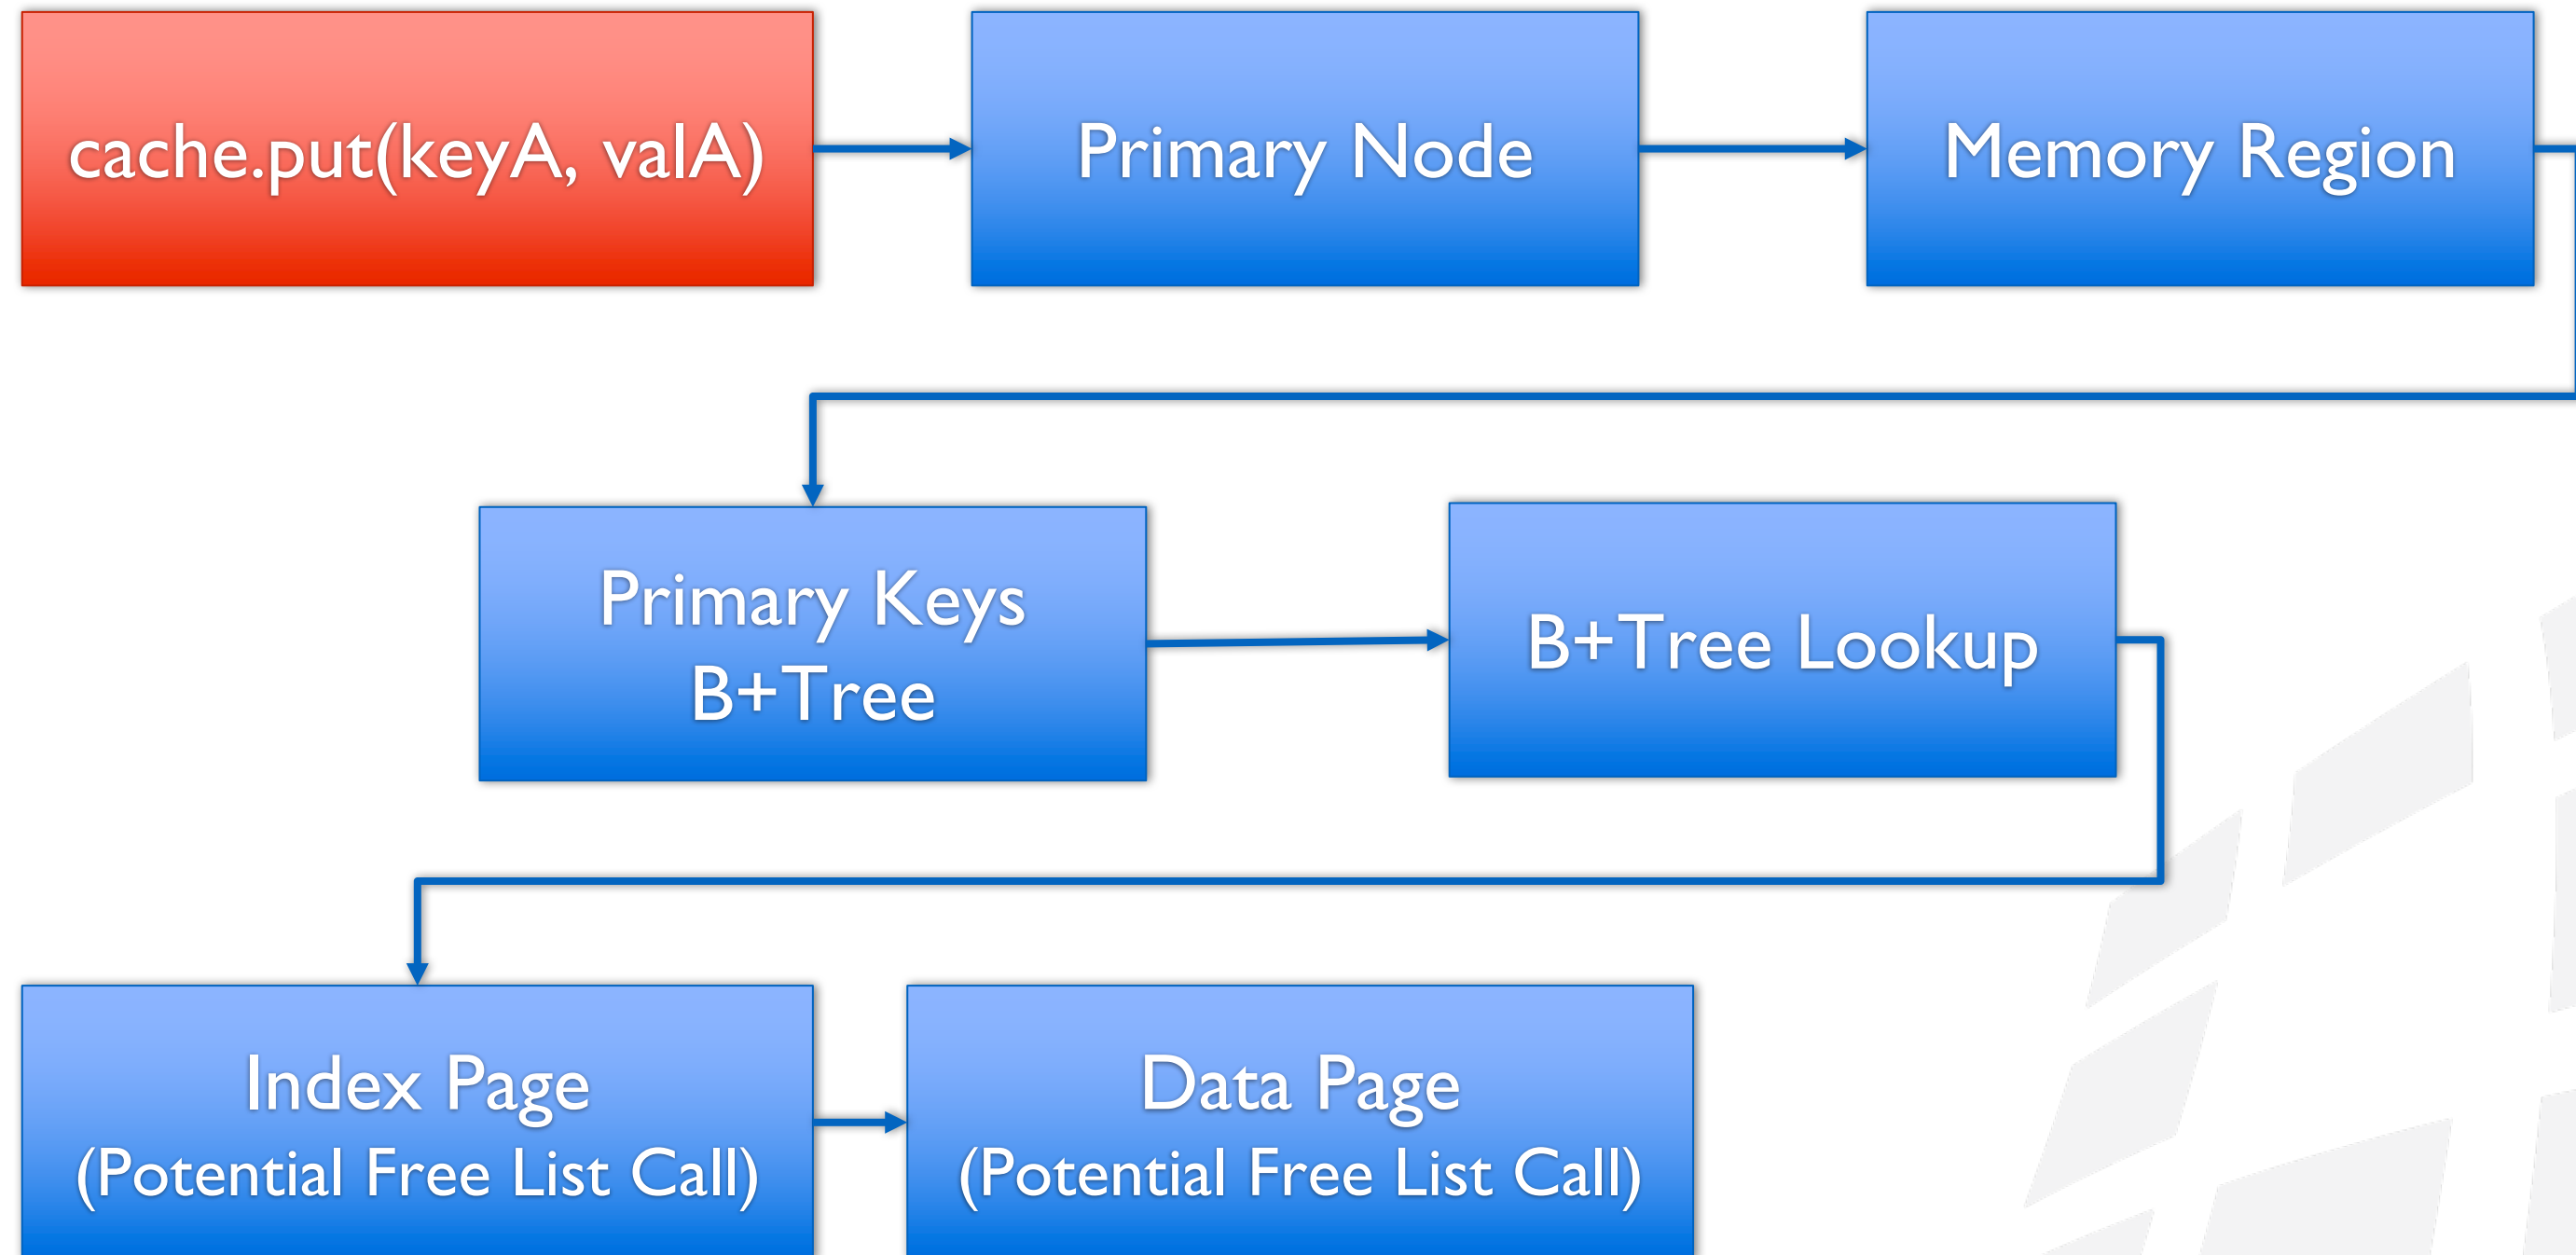 cache.put(keyA, valA)
Primary Node
Memory Region
Primary Keys
B+Tree
B+Tree Lookup
Index Page
(Potential Free List Call)
Data Page
(Potential Free List Call)